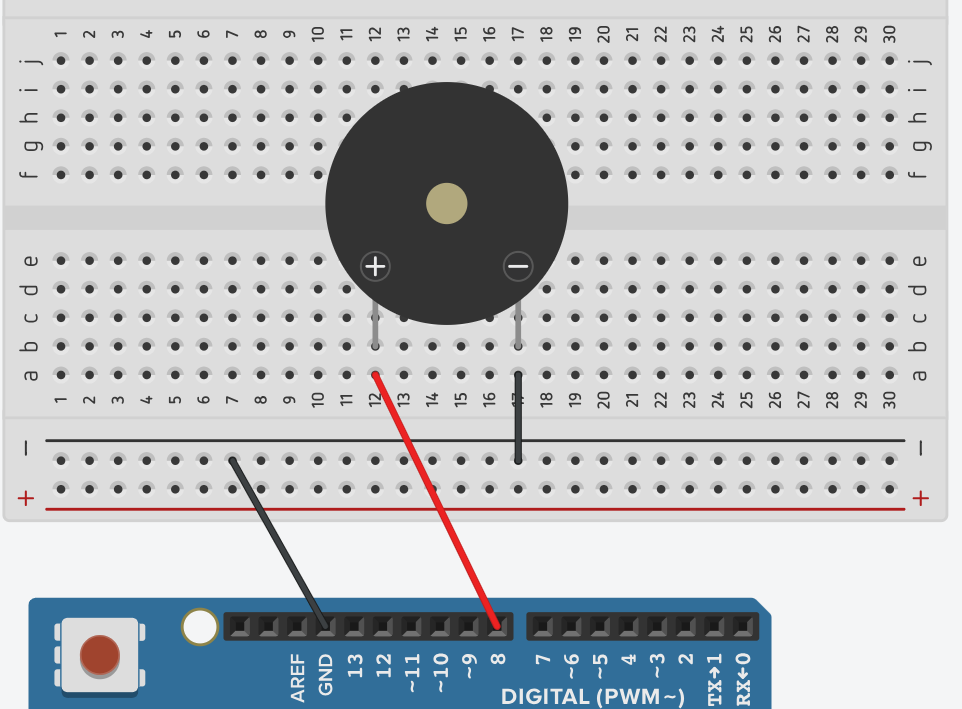 1 2 3 4 5 6 7 8 9 10 11 12 13 14 15 16 17 18 19 20 21 22 23 24 25 26 27 28 29 30
j j
i i
h h
g g
f f
+ −
e e
d d
c c
b b
a a
1 2 3 4 5 6 7 8 9 10 11 12 13 14 15 16 17 18 19 20 21 22 23 24 25 26 27 28 29 30
− −
+ +
AREF GND 13 12 ~11 ~10 ~9 8 7 ~6 ~5 4 ~3 2 TX→1 RX←0
DIGITAL (PWM~)